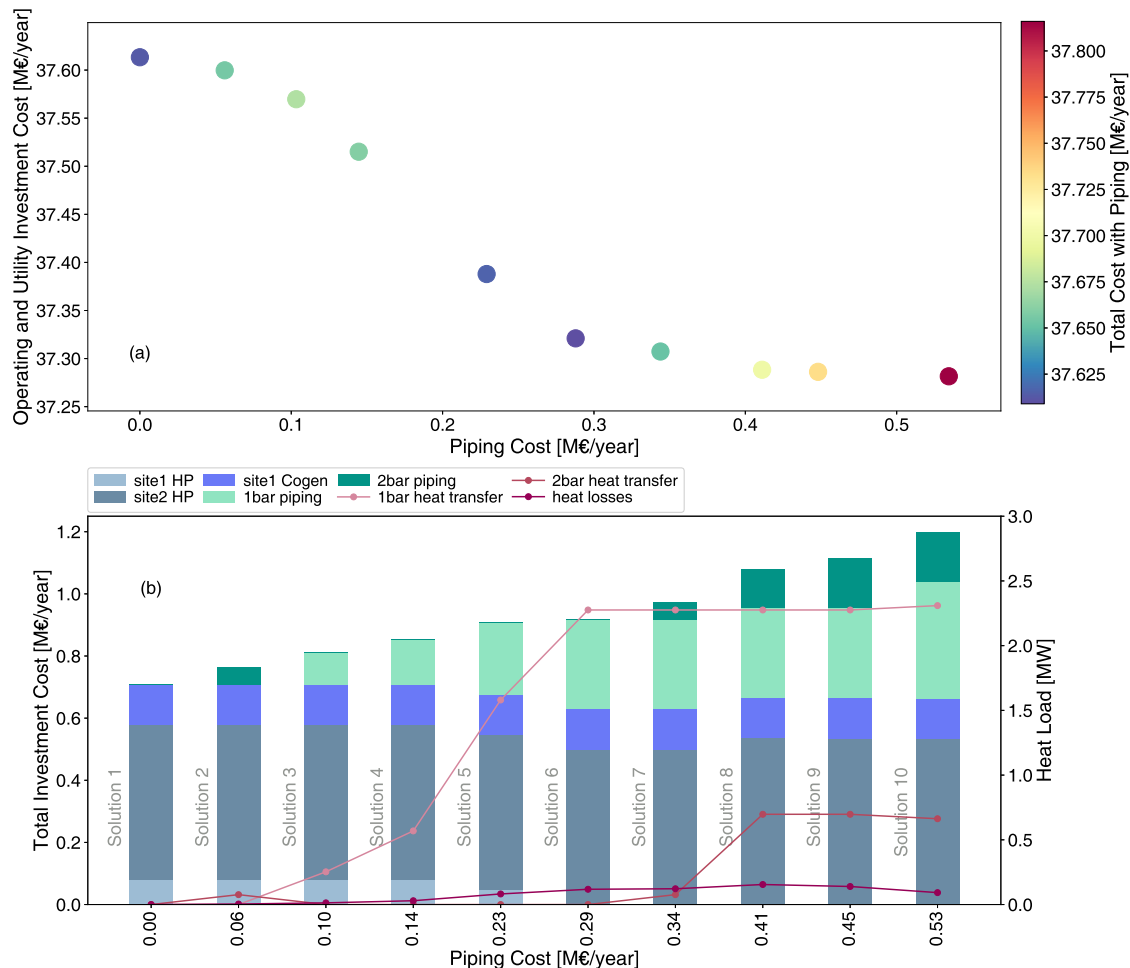 Operating and Utility Investment Cost [M€/year]
37.60
37.55
37.50
37.45
37.40
37.35
37.30
37.25
(a)
0.0
0.1
0.2
0.3
0.4
0.5
Piping Cost [M€/year]
37.800
37.775
37.750
37.725
37.700
37.675
37.650
37.625
Total Cost with Piping [M€/year]
site1 HP
site2 HP
site1 Cogen
1bar piping
2bar piping
1bar heat transfer
2bar heat transfer
heat losses
Total Investment Cost [M€/year]
1.2
1.0
0.8
0.6
0.4
0.2
0.0
(b)
Solution 1
Solution 2
Solution 3
Solution 4
Solution 5
Solution 6
Solution 7
Solution 8
Solution 9
Solution 10
3.0
2.5
2.0
1.5
1.0
0.5
0.0
Heat Load [MW]
0.00
0.06
0.10
0.14
0.23
0.29
0.34
0.41
0.45
0.53
Piping Cost [M€/year]